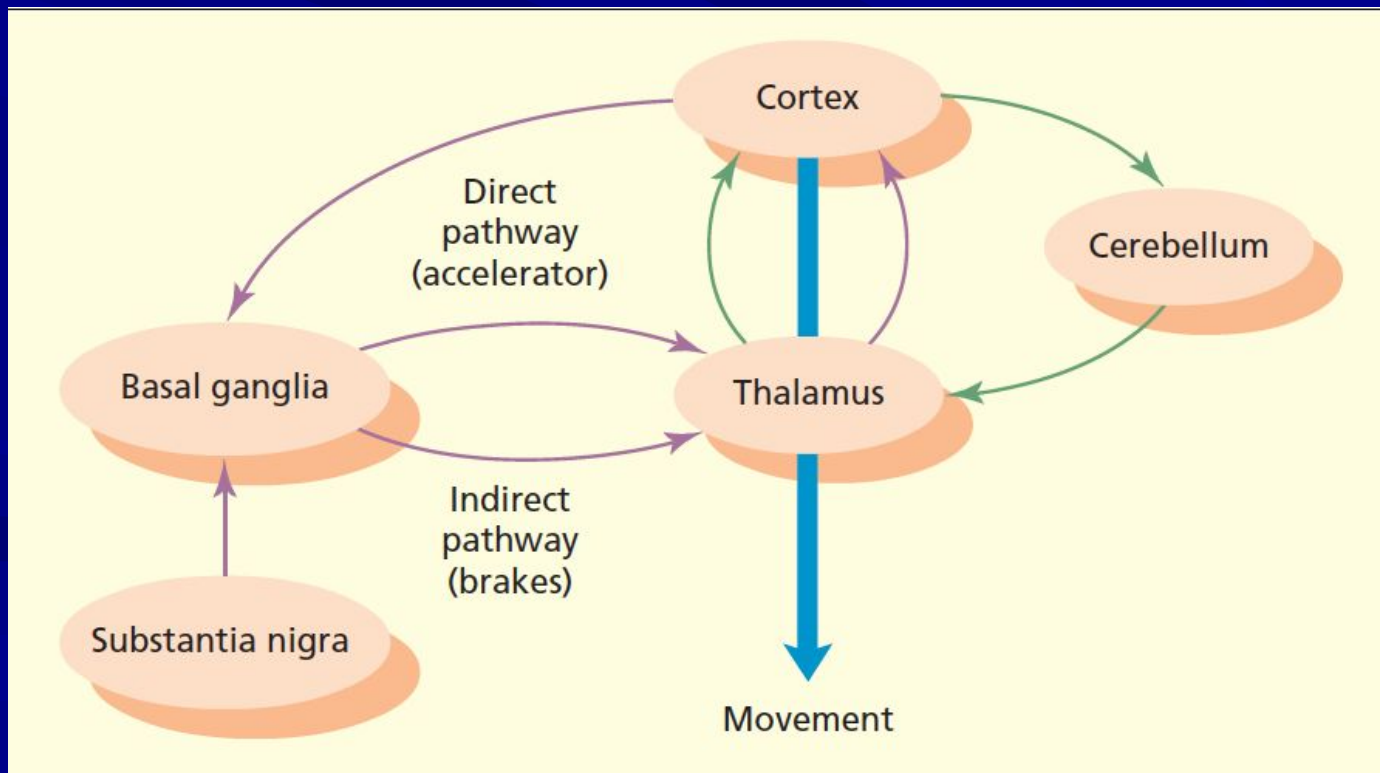 Cortex
Direct
pathway
(accelerator)
Cerebellum
Basal ganglia
Thalamus
Indirect
pathway
(brakes)
Substantia nigra
Movement